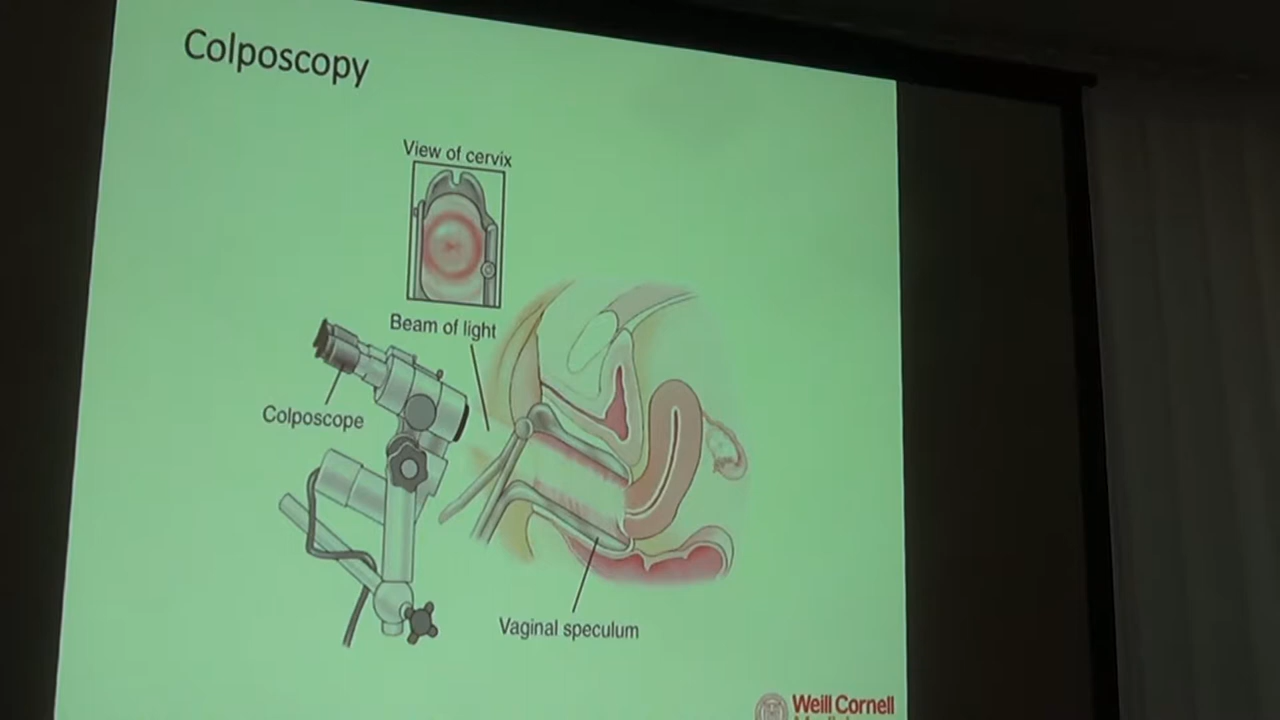 Colposcopy
View of cervix
Beam of light
Colposcope
Vaginal speculum
Weill Cornell